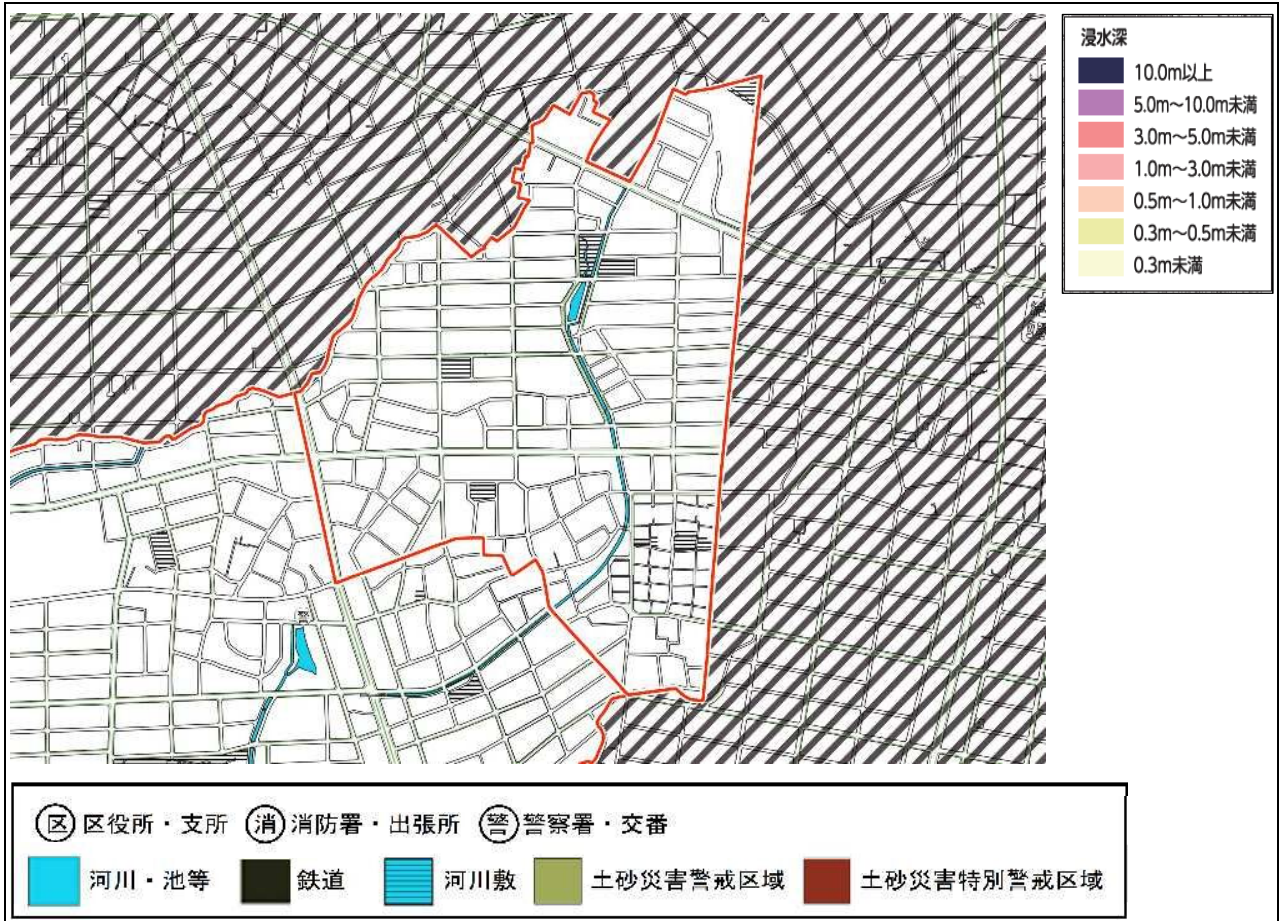 浸水深
10.0m以上
5.0m〜10.0m未満
3.0m〜5.0m未満
1.0m〜3.0m未満
0.5m〜1.0m未満
0.3m〜0.5m未満
0.3m未満
警
区 区役所・支所 消 消防署・出張所 警 警察署・交番
河川・池等 鉄道 河川敷 土砂災害警戒区域 土砂災害特別警戒区域